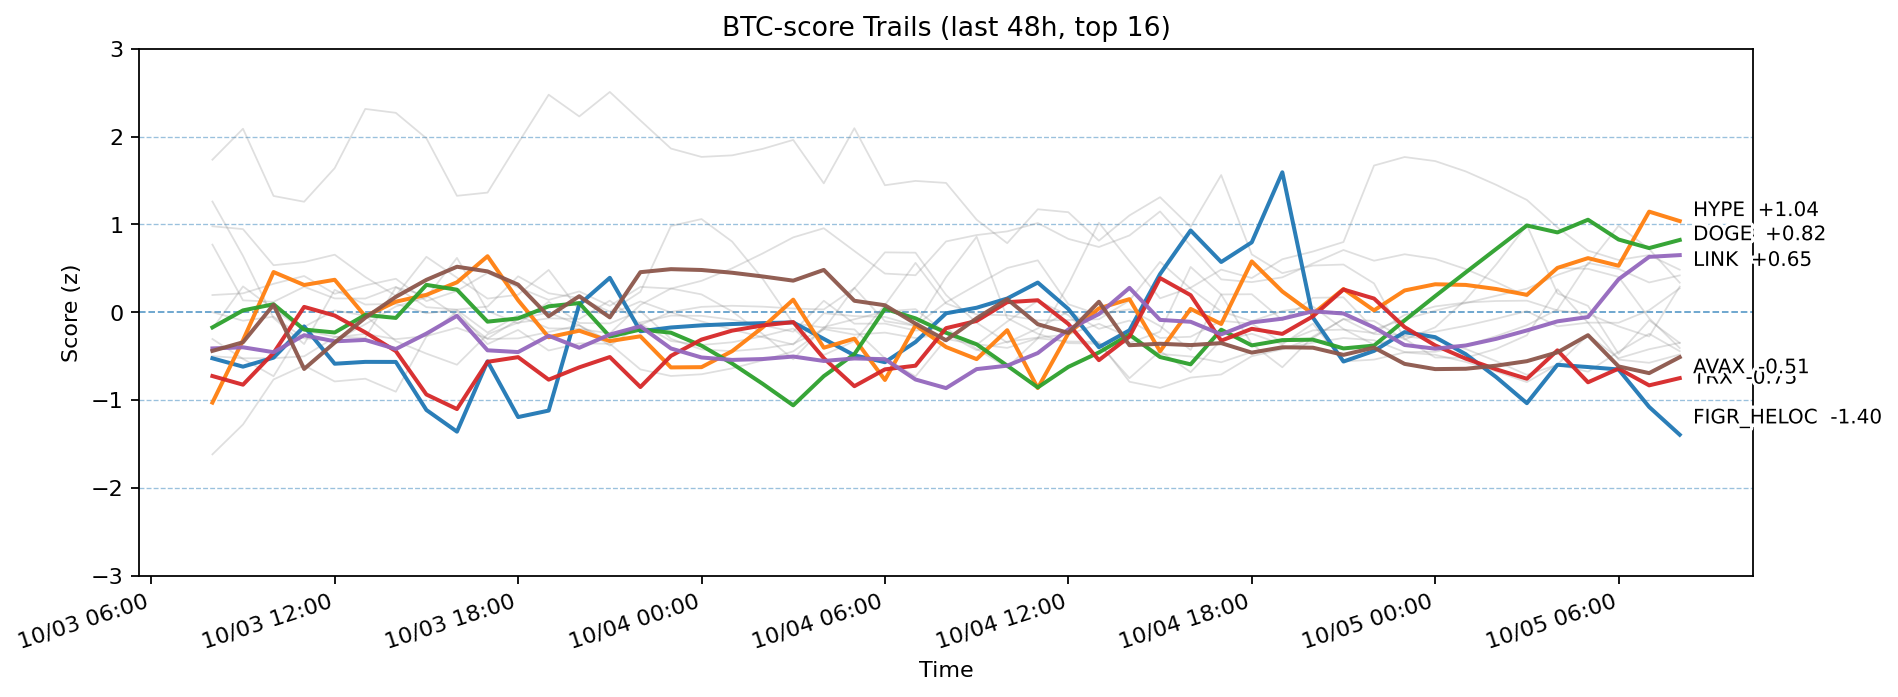 BTC-score Trails (last 48h, top 16)
Score (z)
3
2
1
0
−1
−2
−3
HYPE +1.04
DOGE +0.82
LINK +0.65
AVAX -0.51
TRX -0.75
FIGR_HELOC -1.40
10/03 06:00
10/03 12:00
10/03 18:00
10/04 00:00
10/04 06:00
10/04 12:00
10/04 18:00
10/05 00:00
10/05 06:00
Time